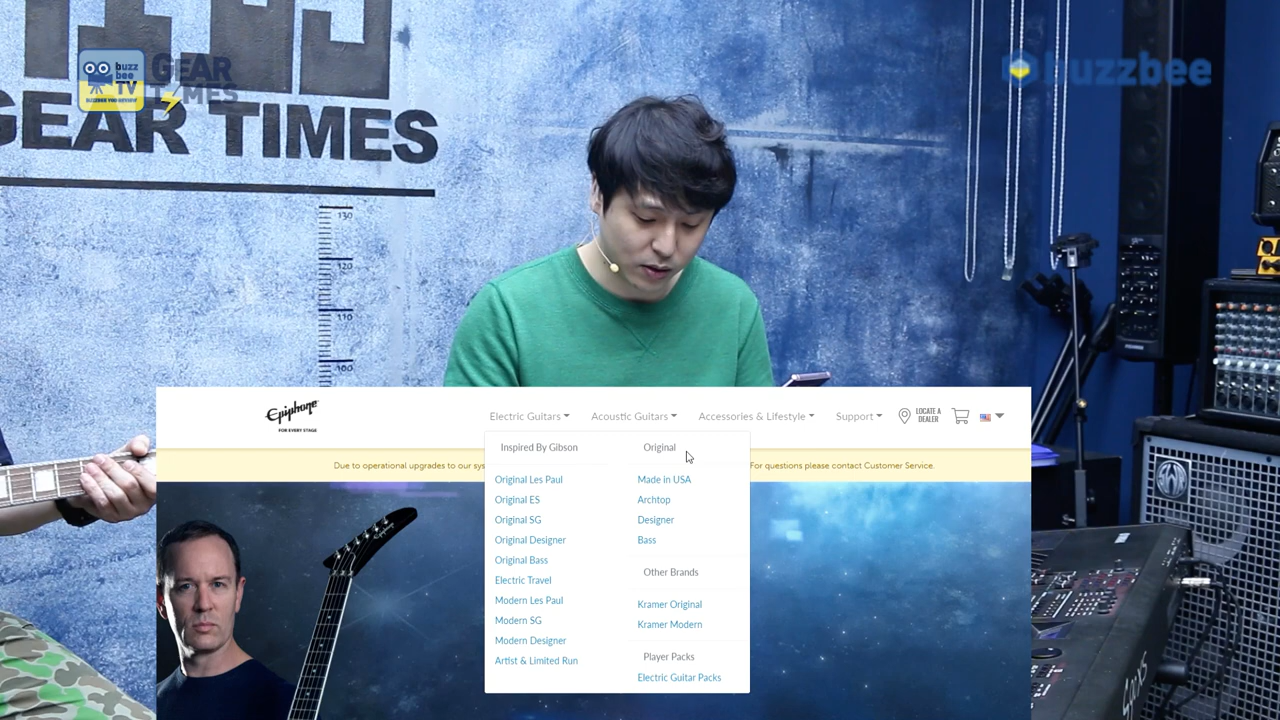 buzz
bee
TV
BUZZBEE YOU REVIEW
GEAR
TIMES
buzzbee
GEAR TIMES
130
120
110
100
Epiphone
FOR EVERY STAGE
Electric Guitars
Acoustic Guitars
Accessories & Lifestyle
Support
LOCATE A
DEALER
Inspired By Gibson
Original
Due to operational upgrades to our sys
For questions please contact Customer Service.
Original Les Paul
Original ES
Original SG
Original Designer
Original Bass
Electric Travel
Modern Les Paul
Modern SG
Modern Designer
Artist & Limited Run
Made in USA
Archtop
Designer
Bass
Other Brands
Kramer Original
Kramer Modern
Player Packs
Electric Guitar Packs